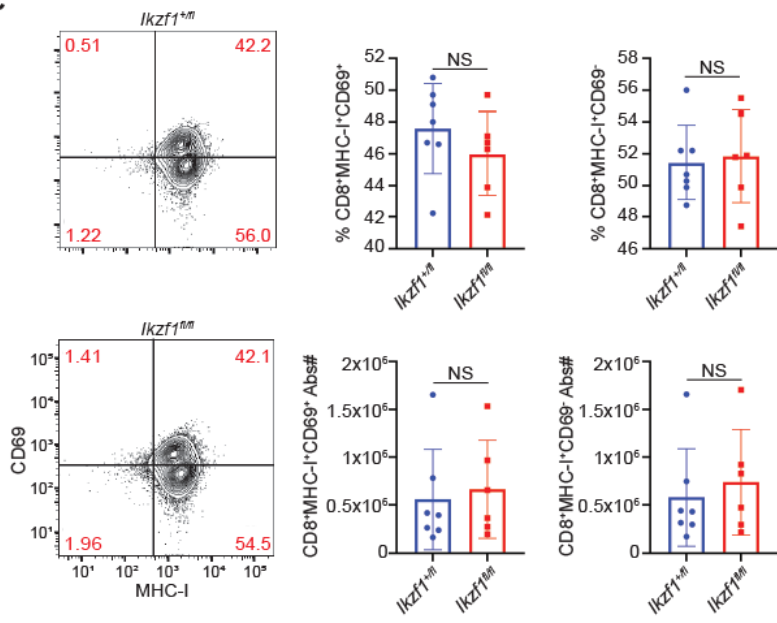 Ikzf1+/fl
0.51 42.2
1.22 56.0
% CD8+MHC-I+CD69+
52
50
48
46
44
42
40
NS
Ikzf1+/fl Ikzf1fl/fl
% CD8+MHC-I+CD69-
58
56
54
52
50
48
46
NS
Ikzf1+/fl Ikzf1fl/fl
Ikzf1fl/fl
1.41 42.1
1.96 54.5
CD69
10⁵
10⁴
10³
10²
10¹
10¹ 10² 10³ 10⁴ 10⁵
MHC-I
CD8+MHC-I+CD69+ Abs#
2x10⁶
1.5x10⁶
1x10⁶
0.5x10⁶
0
NS
Ikzf1+/fl Ikzf1fl/fl
CD8+MHC-I+CD69- Abs#
2x10⁶
1.5x10⁶
1x10⁶
0.5x10⁶
0
NS
Ikzf1+/fl Ikzf1fl/fl